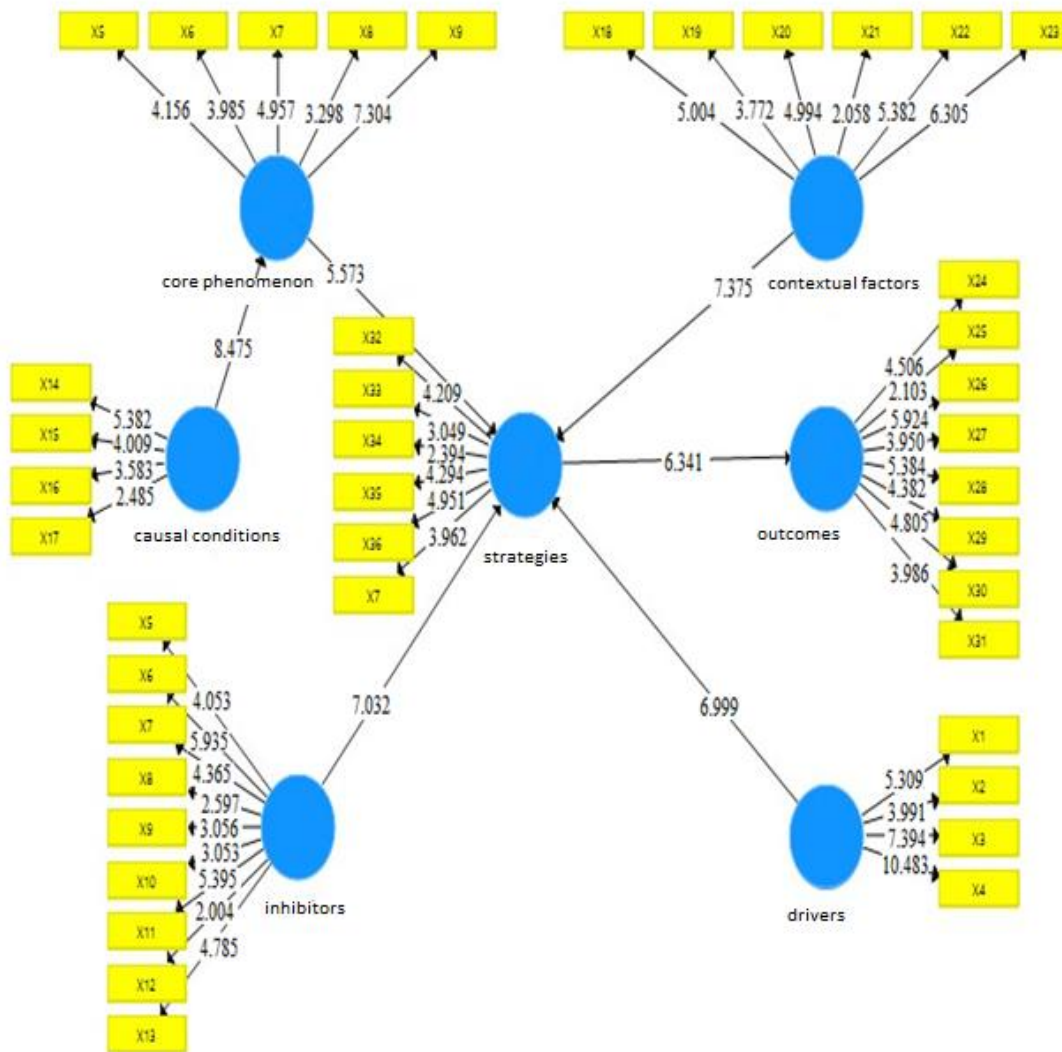 X5 X6 X7 X8 X9
X18 X19 X20 X21 X22 X23
4.156 3.985 4.957 3.298 7.304
5.004 3.772 4.994 2.058 5.382 6.305
core phenomenon
contextual factors
5.573
7.375
8.475
X14
X15
X16
X17
5.382
4.009
3.583
2.485
causal conditions
X32
X33
X34
X35
X36
X7
4.209
3.049
2.394
4.294
4.951
3.962
strategies
6.341
X24
X25
X26
X27
X28
X29
X30
X31
4.506
2.103
5.924
3.950
5.384
4.382
4.805
3.986
outcomes
X5
X6
X7
X8
X9
X10
X11
X12
X13
4.053
5.935
4.365
2.597
3.056
3.053
5.395
2.004
4.785
inhibitors
7.032
6.999
X1
X2
X3
X4
5.309
3.991
7.394
10.483
drivers